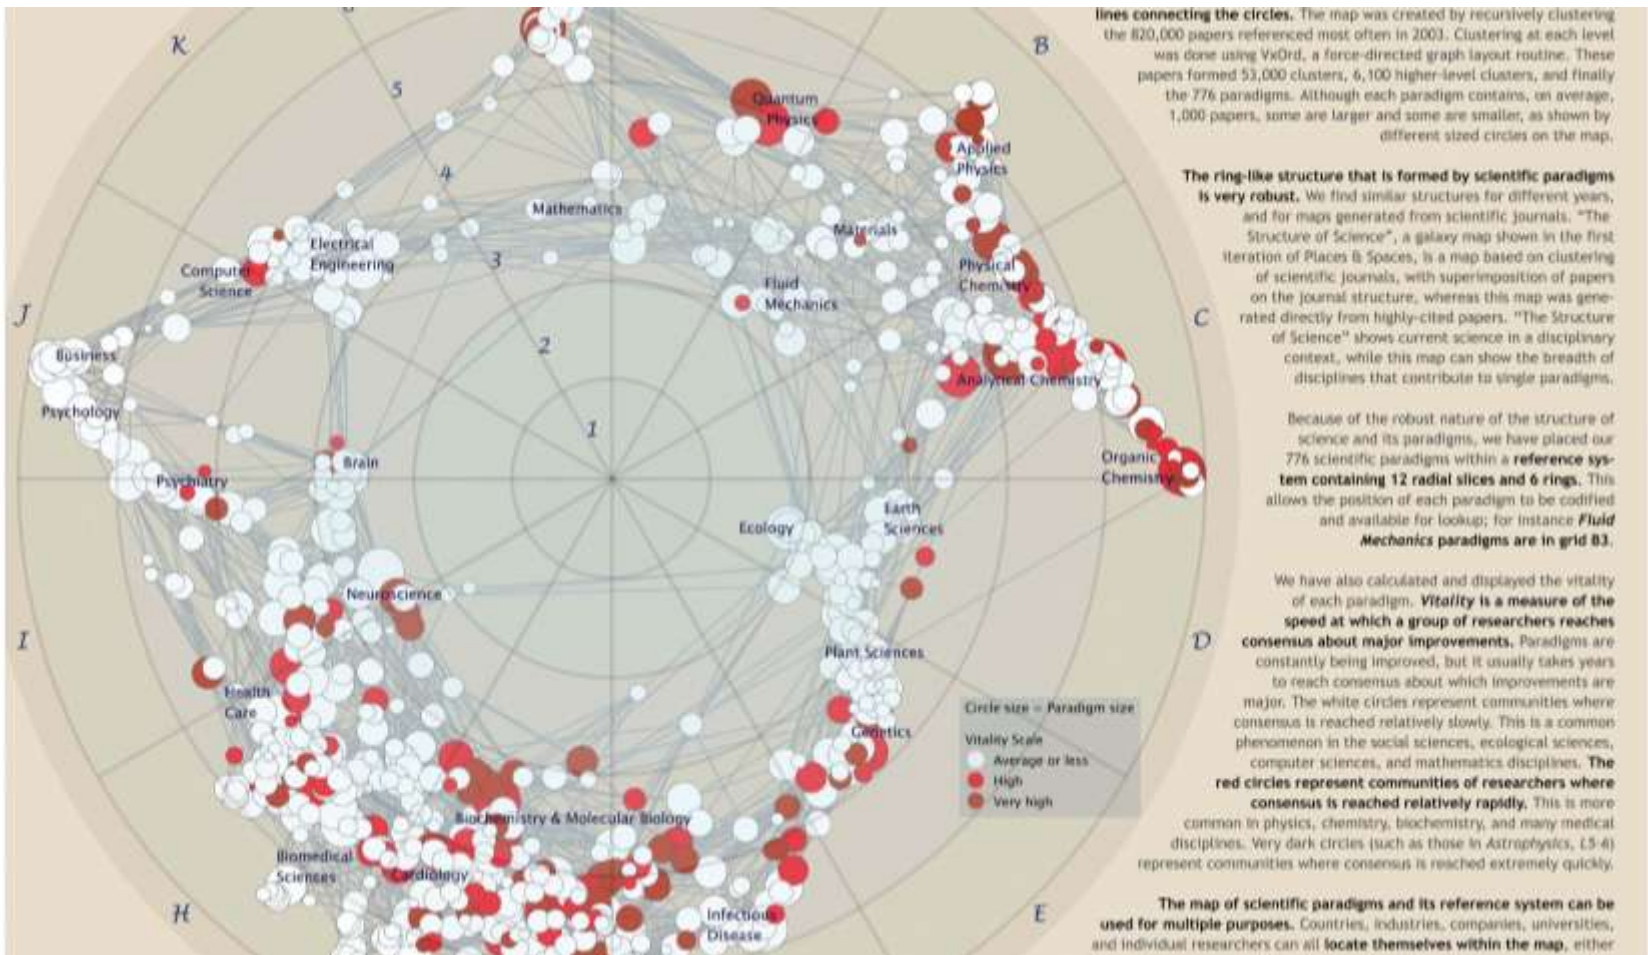 K
B
6
5
4
3
2
1
J
C
I
D
H
E
Quantum
Physics
Applied
Physics
Mathematics
Materials
Electrical
Engineering
Computer
Science
Physical
Chemistry
Fluid
Mechanics
Business
Psychology
Analytical Chemistry
Organic
Chemistry
Brain
Psychiatry
Ecology
Earth
Sciences
Neuroscience
Plant Sciences
Health
Care
Genetics
Biochemistry & Molecular Biology
Biomedical
Sciences
Cardiology
Infectious
Disease
Circle size = Paradigm size
Vitality Scale
Average or less
High
Very high
lines connecting the circles. The map was created by recursively clustering
the 820,000 papers referenced most often in 2003. Clustering at each level
was done using VxOrd, a force-directed graph layout routine. These
papers formed 53,000 clusters, 6,100 higher-level clusters, and finally
the 776 paradigms. Although each paradigm contains, on average,
1,000 papers, some are larger and some are smaller, as shown by
different sized circles on the map.
The ring-like structure that is formed by scientific paradigms
is very robust. We find similar structures for different years,
and for maps generated from scientific journals. "The
Structure of Science", a galaxy map shown in the first
iteration of Places & Spaces, is a map based on clustering
of scientific journals, with superimposition of papers
on the journal structure, whereas this map was gene-
rated directly from highly-cited papers. "The Structure
of Science" shows current science in a disciplinary
context, while this map can show the breadth of
disciplines that contribute to single paradigms.
Because of the robust nature of the structure of
science and its paradigms, we have placed our
776 scientific paradigms within a reference sys-
tem containing 12 radial slices and 6 rings. This
allows the position of each paradigm to be codified
and available for lookup; for instance Fluid
Mechanics paradigms are in grid B3.
We have also calculated and displayed the vitality
of each paradigm. Vitality is a measure of the
speed at which a group of researchers reaches
consensus about major improvements. Paradigms are
constantly being improved, but it usually takes years
to reach consensus about which improvements are
major. The white circles represent communities where
consensus is reached relatively slowly. This is a common
phenomenon in the social sciences, ecological sciences,
computer sciences, and mathematics disciplines. The
red circles represent communities of researchers where
consensus is reached relatively rapidly. This is more
common in physics, chemistry, biochemistry, and many medical
disciplines. Very dark circles (such as those in Astrophysics, L5-6)
represent communities where consensus is reached extremely quickly.
The map of scientific paradigms and its reference system can be
used for multiple purposes. Countries, industries, companies, universities,
and individual researchers can all locate themselves within the map, either